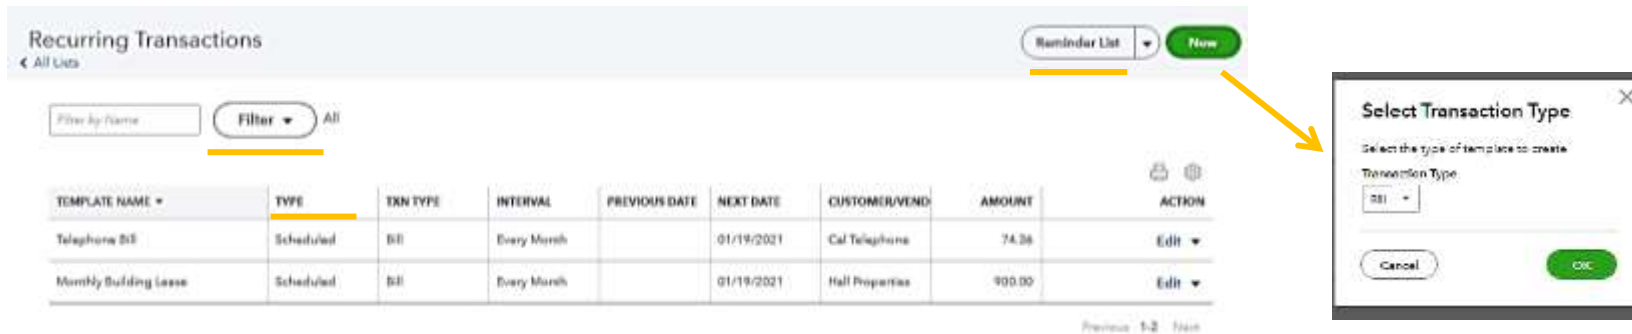 Recurring Transactions
All Lists
Reminder List
New
Filter by Name
Filter
All
TEMPLATE NAME TYPE TXN TYPE INTERVAL PREVIOUS DATE NEXT DATE CUSTOMER/VEND AMOUNT ACTION
Telephone Bill Scheduled Bill Every Month 01/19/2021 Cal Telephone 74.36 Edit
Monthly Building Lease Scheduled Bill Every Month 01/19/2021 Hall Properties 900.00 Edit
Previous 1-2 Next
Select Transaction Type
Select the type of template to create
Transaction Type
Bill
Cancel OK